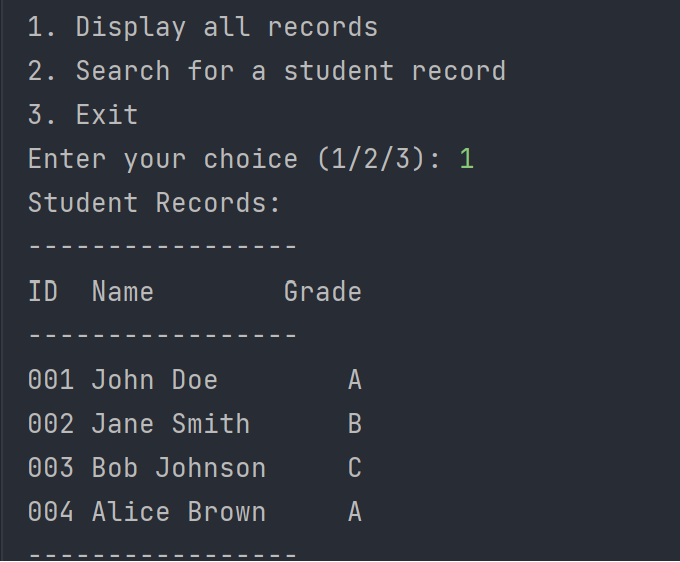 1. Display all records
2. Search for a student record
3. Exit
Enter your choice (1/2/3): 1
Student Records:
-----------------
ID  Name        Grade
-----------------
001 John Doe        A
002 Jane Smith      B
003 Bob Johnson     C
004 Alice Brown     A
-----------------